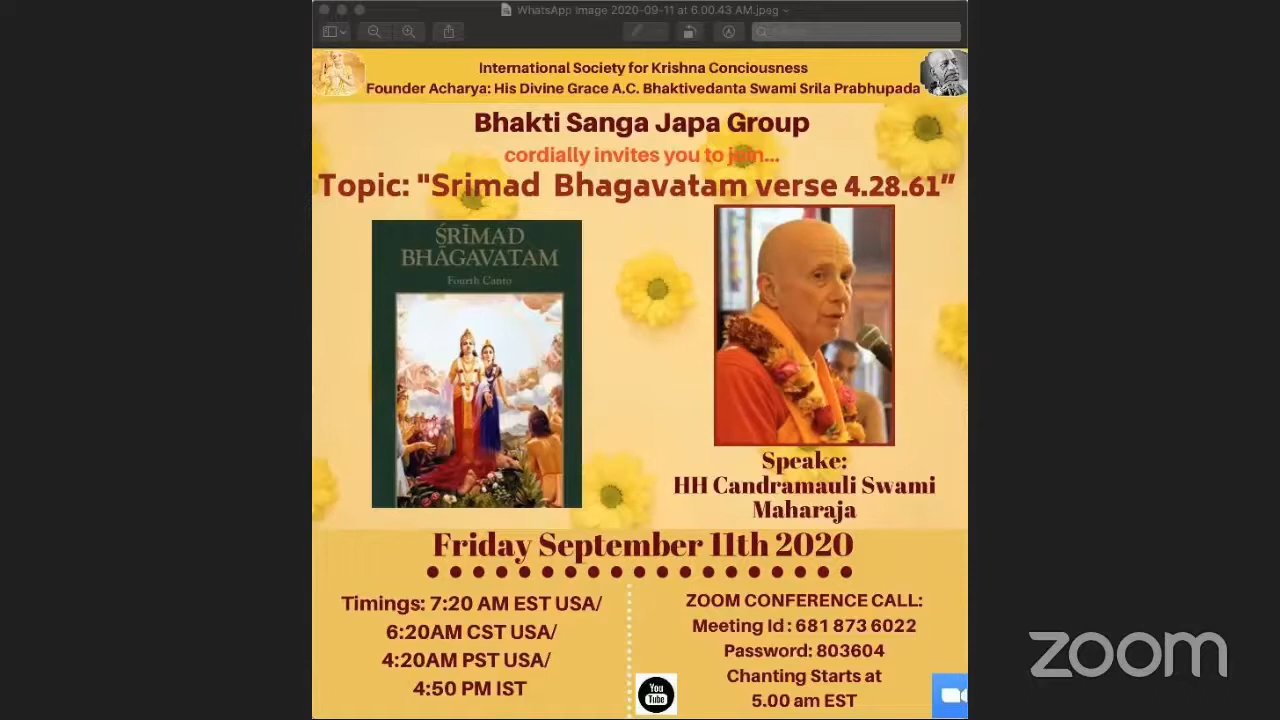 WhatsApp Image 2020-09-11 at 6.00.43 AM.jpeg
International Society for Krishna Conciousness
Founder Acharya: His Divine Grace A.C. Bhaktivedanta Swami Srila Prabhupada
Bhakti Sanga Japa Group
cordially invites you to join...
Topic: "Srimad Bhagavatam verse 4.28.61”
ŚRĪMAD
BHĀGAVATAM
Fourth Canto
Speake:
HH Candramauli Swami
Maharaja
Friday September 11th 2020
Timings: 7:20 AM EST USA/
6:20AM CST USA/
4:20AM PST USA/
4:50 PM IST
ZOOM CONFERENCE CALL:
Meeting Id : 681 873 6022
Password: 803604
Chanting Starts at
5.00 am EST
You
Tube
zoom